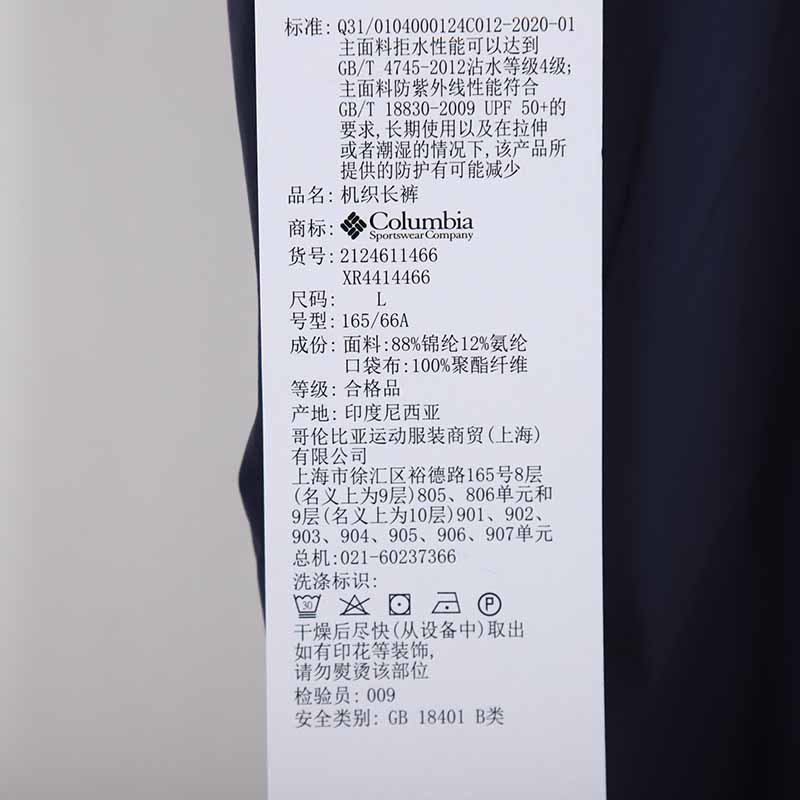 标准: Q31/0104000124C012-2020-01
主面料拒水性能可以达到
GB/T 4745-2012沾水等级4级;
主面料防紫外线性能符合
GB/T 18830-2009 UPF 50+的
要求,长期使用以及在拉伸
或者潮湿的情况下,该产品所
提供的防护有可能减少
品名: 机织长裤
商标: Columbia
Sportswear Company
货号: 2124611466
XR4414466
尺码: L
号型: 165/66A
成份: 面料:88%锦纶12%氨纶
口袋布:100%聚酯纤维
等级: 合格品
产地: 印度尼西亚
哥伦比亚运动服装商贸(上海)
有限公司
上海市徐汇区裕德路165号8层
(名义上为9层)805、806单元和
9层(名义上为10层)901、902、
903、904、905、906、907单元
总机:021-60237366
洗涤标识:
30 P
干燥后尽快(从设备中)取出
如有印花等装饰,
请勿熨烫该部位
检验员: 009
安全类别: GB 18401 B类